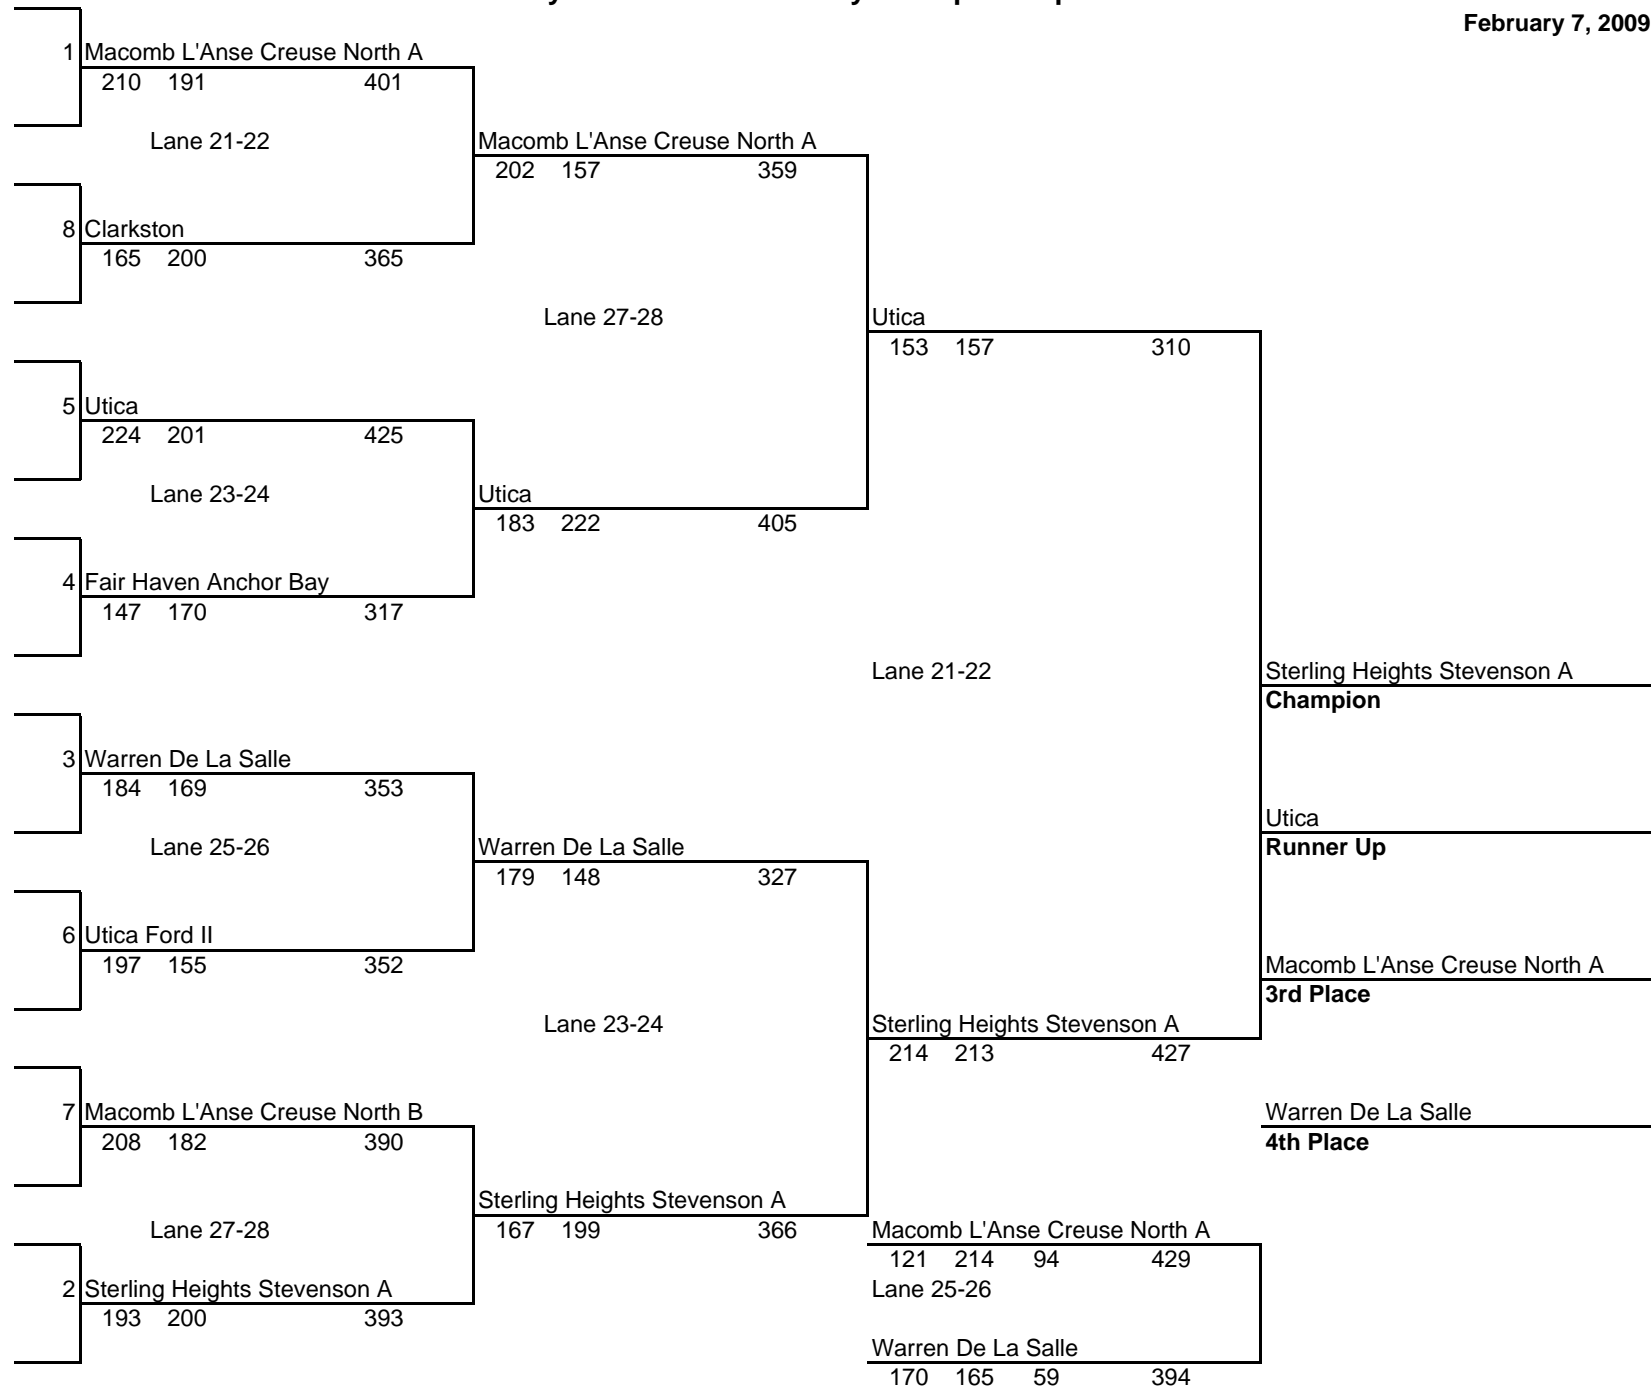 February 7, 2009
1 Macomb L'Anse Creuse North A
210 191 401
Lane 21-22
Macomb L'Anse Creuse North A
202 157 359
8 Clarkston
165 200 365
Lane 27-28
Utica
153 157 310
5 Utica
224 201 425
Lane 23-24
Utica
183 222 405
4 Fair Haven Anchor Bay
147 170 317
Lane 21-22
Sterling Heights Stevenson A
Champion
3 Warren De La Salle
184 169 353
Utica
Runner Up
Lane 25-26
Warren De La Salle
179 148 327
6 Utica Ford II
197 155 352
Macomb L'Anse Creuse North A
3rd Place
Lane 23-24
Sterling Heights Stevenson A
214 213 427
7 Macomb L'Anse Creuse North B
208 182 390
Warren De La Salle
4th Place
Sterling Heights Stevenson A
167 199 366
Lane 27-28
Macomb L'Anse Creuse North A
121 214 94 429
Lane 25-26
2 Sterling Heights Stevenson A
193 200 393
Warren De La Salle
170 165 59 394